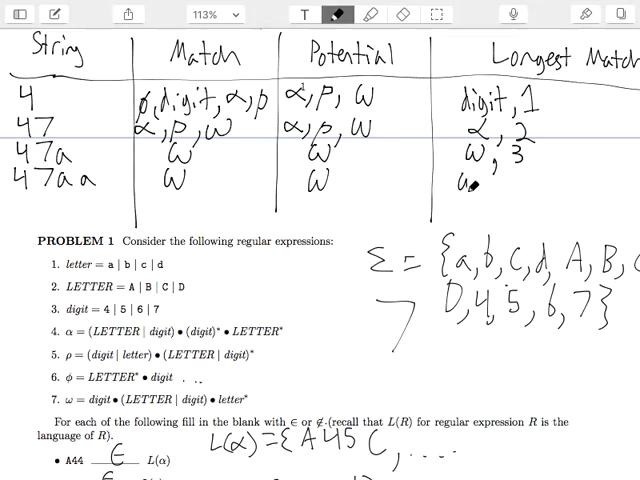 113%
T
String Match Potential Longest Match
4 ϕ, digit, α, ρ α, ρ, ω digit, 1
47 α, ρ, ω α, ρ, ω α, 2
47a ω ω ω, 3
47aa ω ω
PROBLEM 1 Consider the following regular expressions:
1. letter = a | b | c | d
2. LETTER = A | B | C | D
3. digit = 4 | 5 | 6 | 7
4. α = (LETTER | digit) • (digit)* • LETTER*
5. ρ = (digit | letter) • (LETTER | digit)*
6. ϕ = LETTER* • digit ...
7. ω = digit • (LETTER | digit) • letter*
Σ = {a, b, C, d, A, B, C
D, 4, 5, 6, 7}
For each of the following fill in the blank with ∈ or ∉ (recall that L(R) for regular expression R is the
language of R).
L(α) = {A45C, ....
• A44 ∈ L(α)